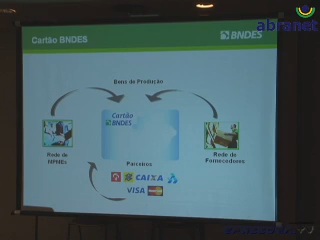 abranet
Cartão BNDES
BNDES
Bens de Produção
Cartão
BNDES
Rede de
MPMEs
Rede de
Fornecedores
Parceiros
CAIXA
VISA